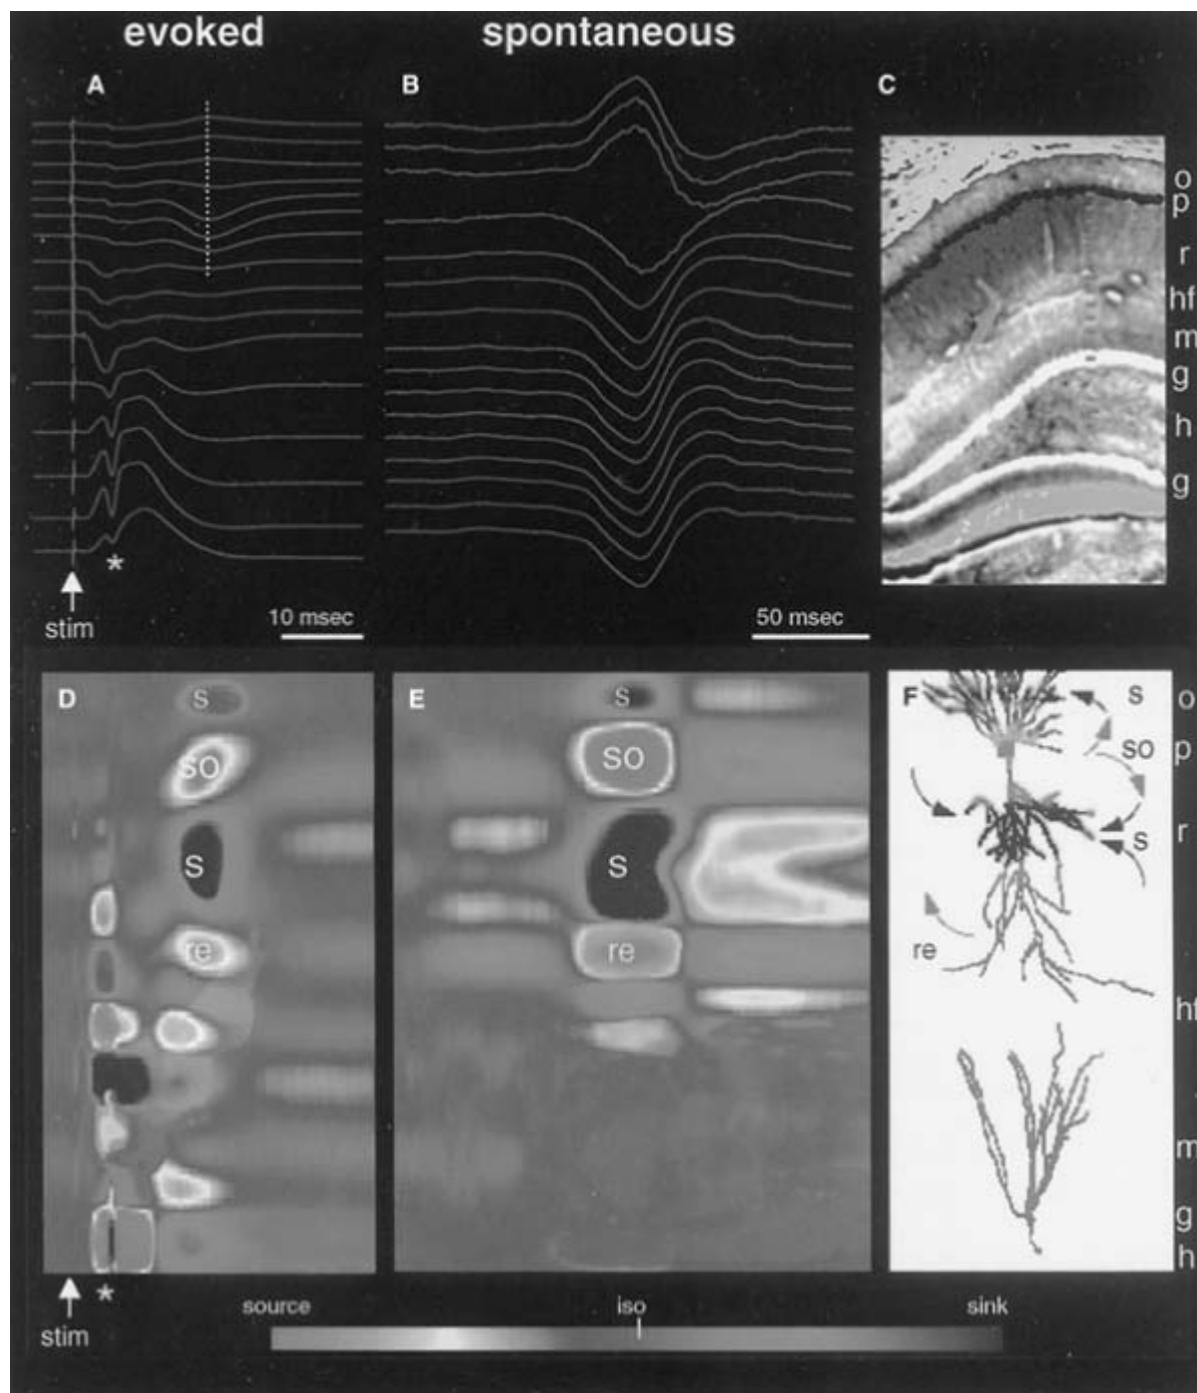 evoked
spontaneous
A
B
C
o
p
r
hf
m
g
h
g
*
stim
10 msec
50 msec
D
S
SO
S
re
E
S
SO
S
re
F
S
SO
S
re
o
p
r
hf
m
g
h
*
stim
source
iso
sink